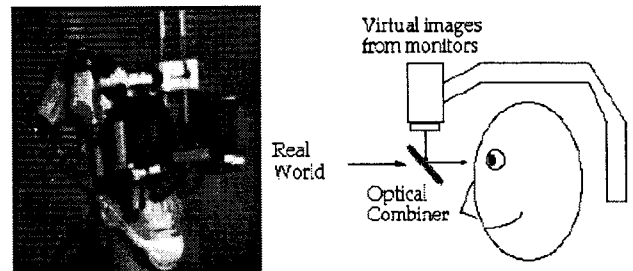 Virtual images
from monitors
Real
World
Optical
Combiner